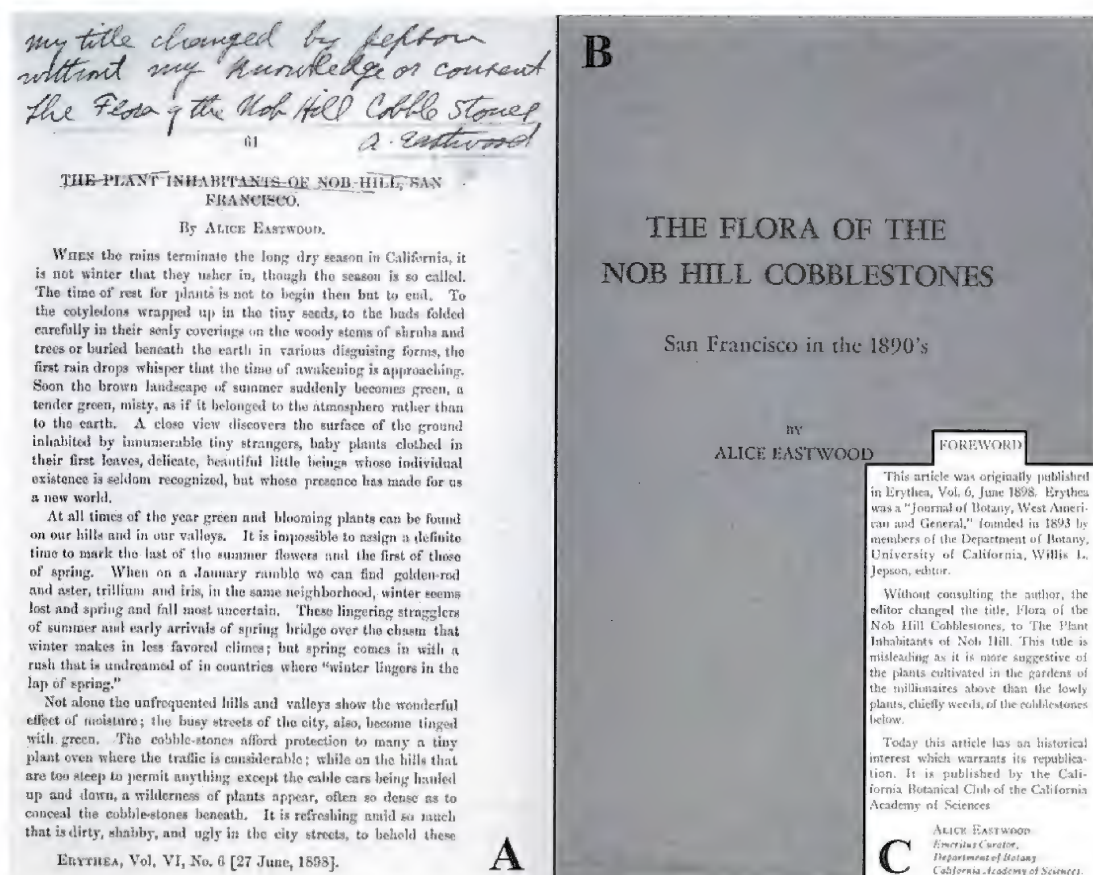 my title changed by Jepson
without my knowledge or consent
The Flora of the Nob Hill Cobble Stones
A. Eastwood
61
THE PLANT INHABITANTS OF NOB HILL, SAN
FRANCISCO.
By ALICE EASTWOOD.
WHEN the rains terminate the long dry season in California, it
is not winter that they usher in, though the season is so called.
The time of rest for plants is not to begin then but to end. To
the cotyledons wrapped up in the tiny seeds, to the buds folded
carefully in their scaly coverings on the woody stems of shrubs and
trees or buried beneath the earth in various disguising forms, the
first rain drops whisper that the time of awakening is approaching.
Soon the brown landscape of summer suddenly becomes green, a
tender green, misty, as if it belonged to the atmosphere rather than
to the earth. A close view discovers the surface of the ground
inhabited by innumerable tiny strangers, baby plants clothed in
their first leaves, delicate, beautiful little beings whose individual
existence is seldom recognized, but whose presence has made for us
a new world.
At all times of the year green and blooming plants can be found
on our hills and in our valleys. It is impossible to assign a definite
time to mark the last of the summer flowers and the first of those
of spring. When on a January ramble we can find golden-rod
and aster, trillium and iris, in the same neighborhood, winter seems
lost and spring and fall most uncertain. These lingering stragglers
of summer and early arrivals of spring bridge over the chasm that
winter makes in less favored climes; but spring comes in with a
rush that is undreamed of in countries where "winter lingers in the
lap of spring."
Not alone the unfrequented hills and valleys show the wonderful
effect of moisture; the busy streets of the city, also, become tinged
with green. The cobble-stones afford protection to many a tiny
plant even where the traffic is considerable; while on the hills that
are too steep to permit anything except the cable cars being hauled
up and down, a wilderness of plants appear, often so dense as to
conceal the cobble-stones beneath. It is refreshing amid so much
that is dirty, shabby, and ugly in the city streets, to behold these
ERYTHEA, Vol. VI, No. 6 [27 June, 1898].
A
B
THE FLORA OF THE
NOB HILL COBBLESTONES
San Francisco in the 1890's
BY
ALICE EASTWOOD
FOREWORD
This article was originally published
in Erythea, Vol. 6, June 1898. Erythea
was a "Journal of Botany, West Ameri-
can and General," founded in 1893 by
members of the Department of Botany,
University of California, Willis L.
Jepson, editor.
Without consulting the author, the
editor changed the title, Flora of the
Nob Hill Cobblestones, to The Plant
Inhabitants of Nob Hill. This title is
misleading as it is more suggestive of
the plants cultivated in the gardens of
the millionaires above than the lowly
plants, chiefly weeds, of the cobblestones
below.
Today this article has an historical
interest which warrants its republica-
tion. It is published by the Cali-
fornia Botanical Club of the California
Academy of Sciences
ALICE EASTWOOD
Emeritus Curator,
Department of Botany
California Academy of Sciences.
C